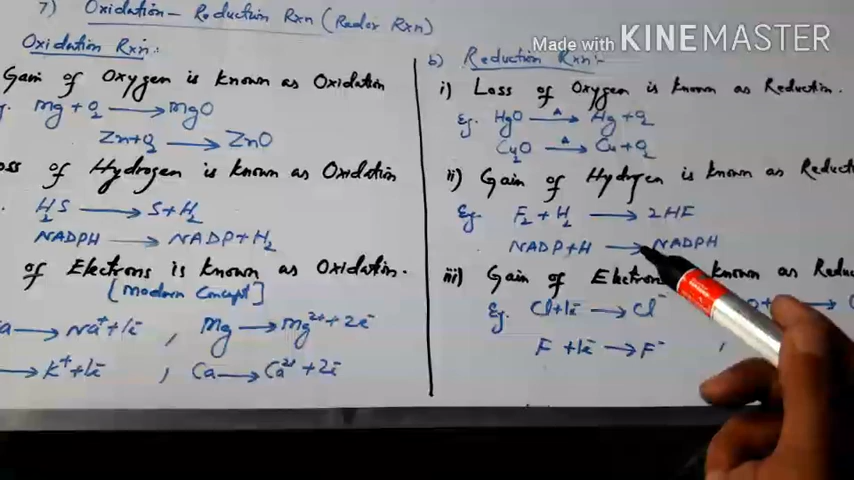 7) Oxidation - Reduction Rxn (Redox Rxn)
Made with KINEMASTER
Oxidation Rxn:
Gain of Oxygen is Known as Oxidation
Mg + O2 → MgO
Zn + O2 → ZnO
of Hydrogen is Known as Oxidation
H2S → S + H2
NADPH → NADP + H2
of Electrons is Known as Oxidation.
[Modern Concept]
→ Na+ + 1e- , Mg → Mg2+ + 2e-
→ K+ + 1e- , Ca → Ca2+ + 2e-
b) Reduction Rxn:-
i) Loss of Oxygen is Known as Reduction.
Eg. HgO △→ Hg + O2
Cu2O △→ Cu + O2
ii) Gain of Hydrogen is Known as
Eg. F2 + H2 → 2HF
NADP + H → NADPH
iii) Gain of Known as
Eg. Cl + 1e- → Cl-
F + 1e- → F- ,